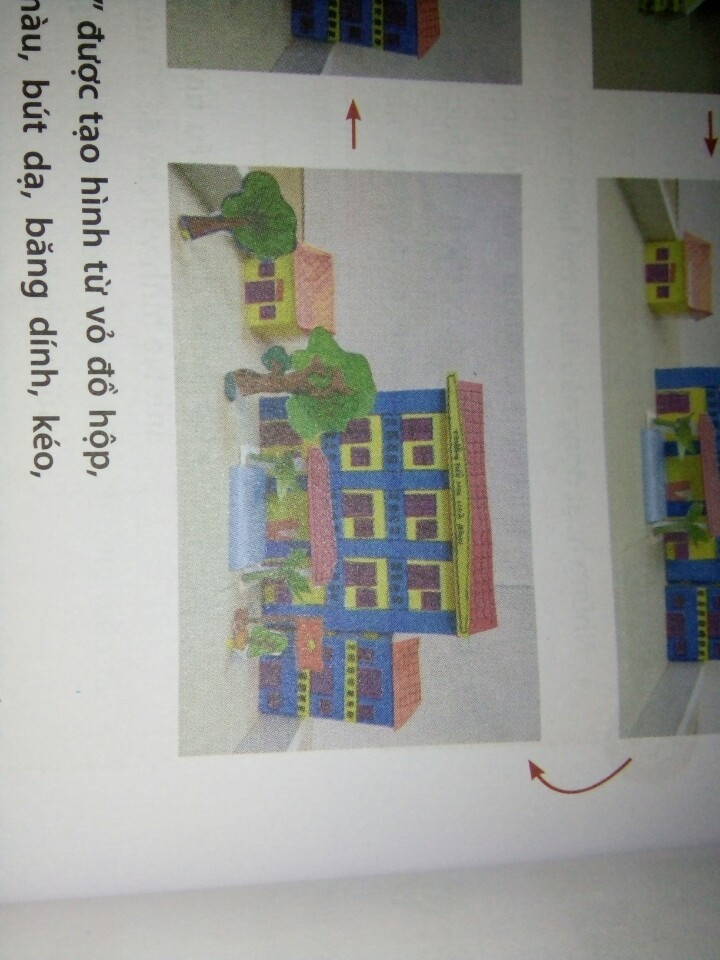 ” được tạo hình từ vỏ đồ hộp,
màu, bút dạ, băng dính, kéo,